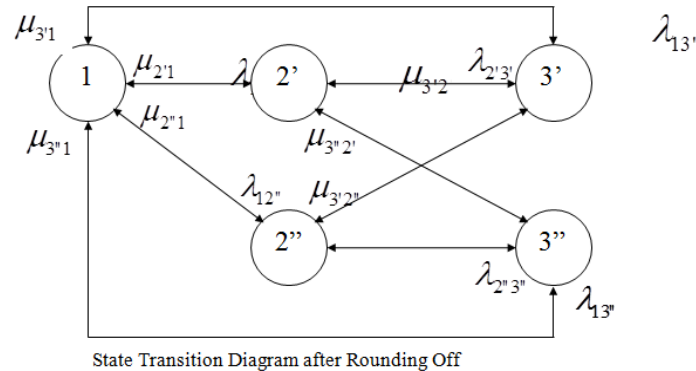 μ3'1 λ13'
1 μ2'1 λ 2' μ3'2 λ2'3' 3'
μ2"1
μ3"1 μ3"2'
λ12" μ3'2"
2” 3”
λ2"3"
λ13"
State Transition Diagram after Rounding Off